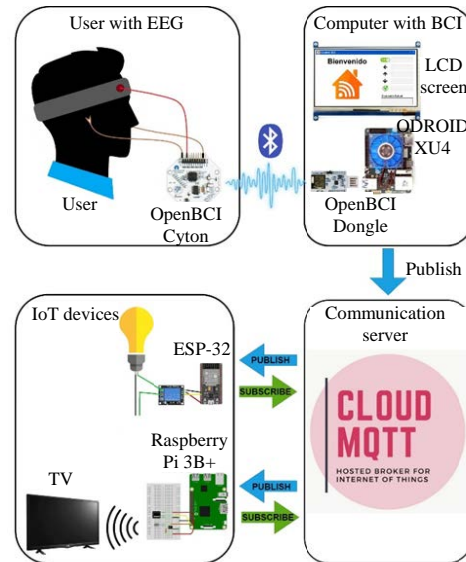 User with EEG
User
OpenBCI
Cyton
Computer with BCI
Bienvenido
LCD
screen
ODROID
XU4
OpenBCI
Dongle
Publish
IoT devices
ESP-32
PUBLISH
SUBSCRIBE
Raspberry
Pi 3B+
TV
PUBLISH
SUBSCRIBE
Communication
server
CLOUD
MQTT
HOSTED BROKER FOR
INTERNET OF THINGS